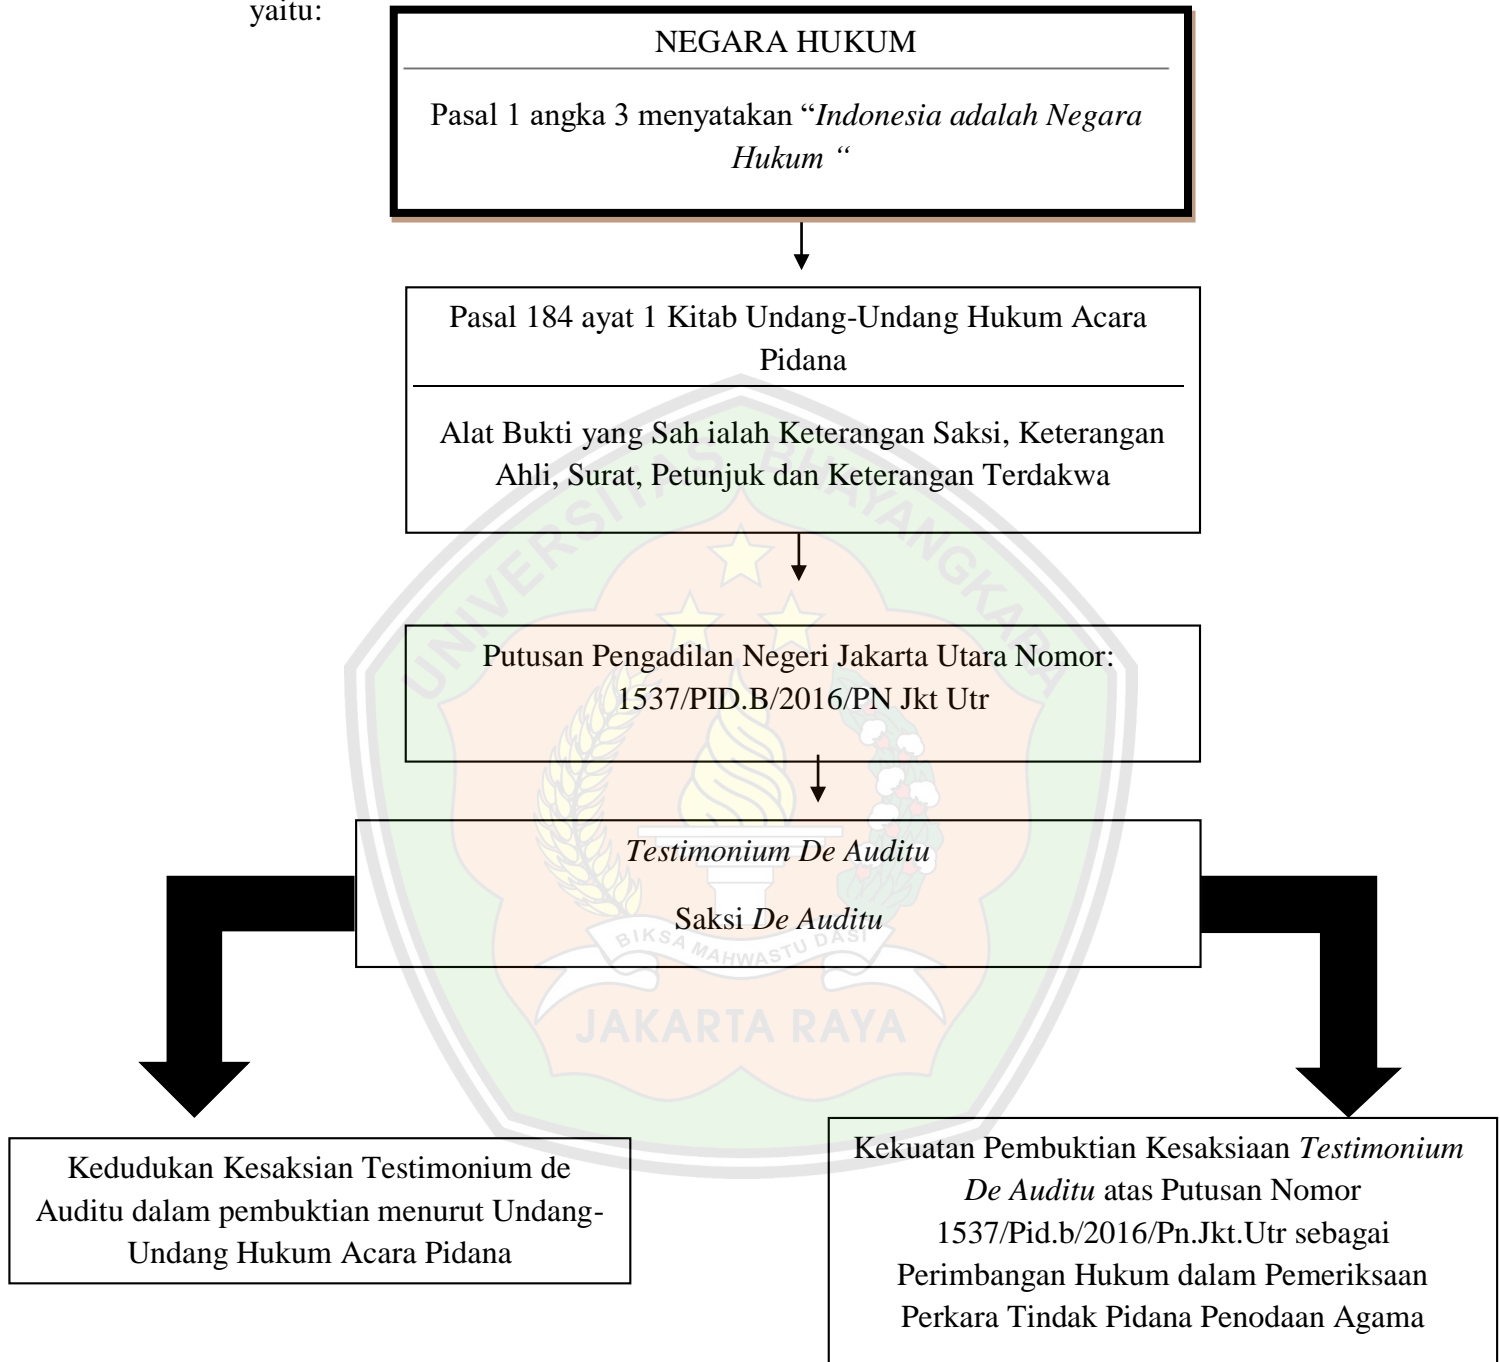 yaitu:
NEGARA HUKUM
Pasal 1 angka 3 menyatakan “Indonesia adalah Negara
Hukum “
Pasal 184 ayat 1 Kitab Undang-Undang Hukum Acara
Pidana
Alat Bukti yang Sah ialah Keterangan Saksi, Keterangan
Ahli, Surat, Petunjuk dan Keterangan Terdakwa
UNIVERSITAS BHAYANGKARA
Putusan Pengadilan Negeri Jakarta Utara Nomor:
1537/PID.B/2016/PN Jkt Utr
Testimonium De Auditu
Saksi De Auditu
BIKSA MAHWASTU DASI
JAKARTA RAYA
Kedudukan Kesaksian Testimonium de
Auditu dalam pembuktian menurut Undang-
Undang Hukum Acara Pidana
Kekuatan Pembuktian Kesaksiaan Testimonium
De Auditu atas Putusan Nomor
1537/Pid.b/2016/Pn.Jkt.Utr sebagai
Perimbangan Hukum dalam Pemeriksaan
Perkara Tindak Pidana Penodaan Agama